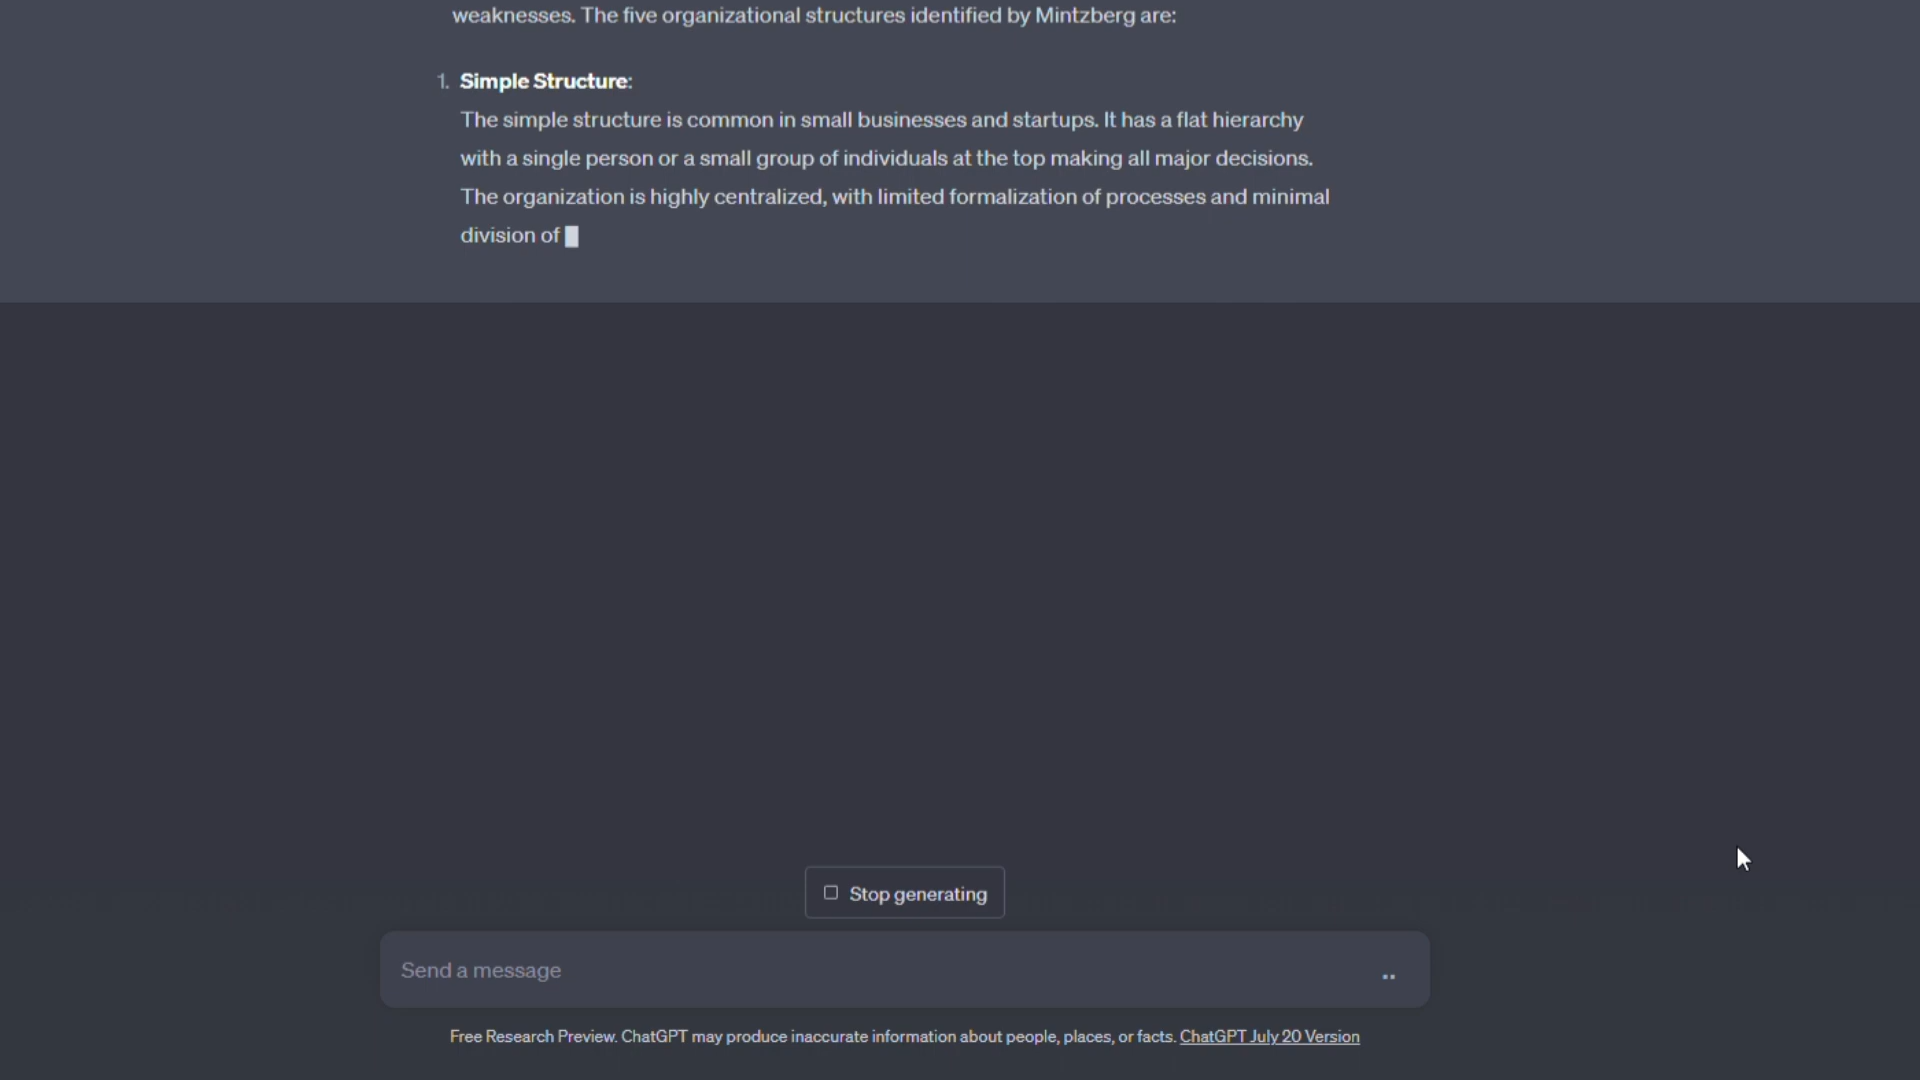 weaknesses. The five organizational structures identified by Mintzberg are:
1. Simple Structure:
The simple structure is common in small businesses and startups. It has a flat hierarchy
with a single person or a small group of individuals at the top making all major decisions.
The organization is highly centralized, with limited formalization of processes and minimal
division of
Stop generating
Send a message
Free Research Preview. ChatGPT may produce inaccurate information about people, places, or facts. ChatGPT July 20 Version